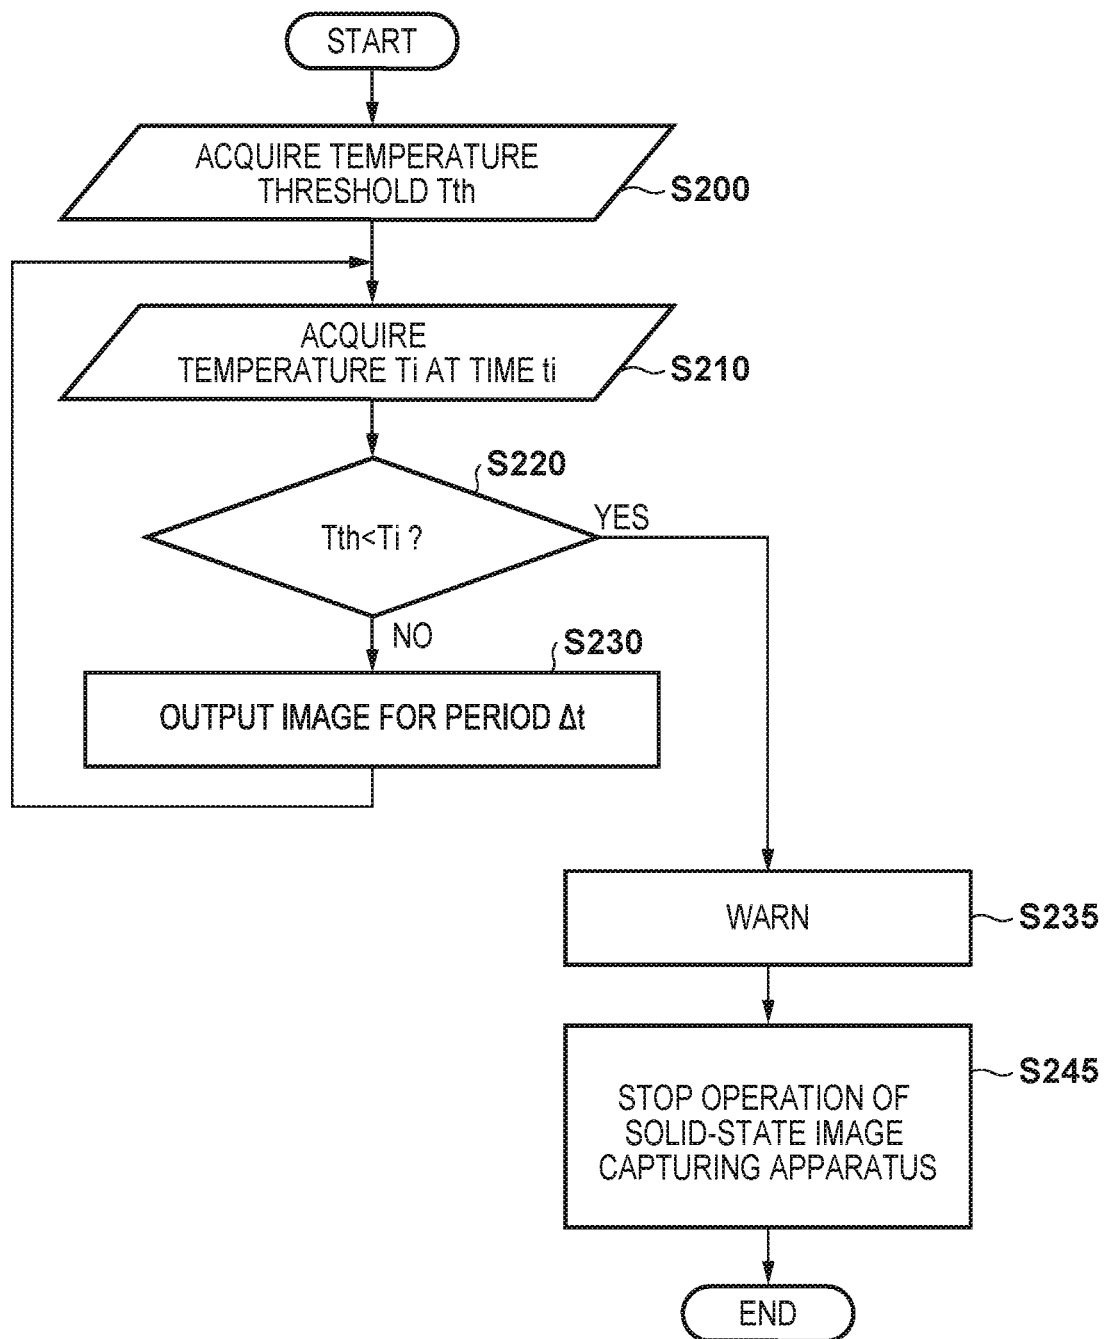 START
ACQUIRE TEMPERATURE
THRESHOLD Tth
S200
ACQUIRE
TEMPERATURE Ti AT TIME ti
S210
S220
Tth<Ti ?
YES
NO
S230
OUTPUT IMAGE FOR PERIOD Δt
WARN
S235
STOP OPERATION OF
SOLID-STATE IMAGE
CAPTURING APPARATUS
S245
END